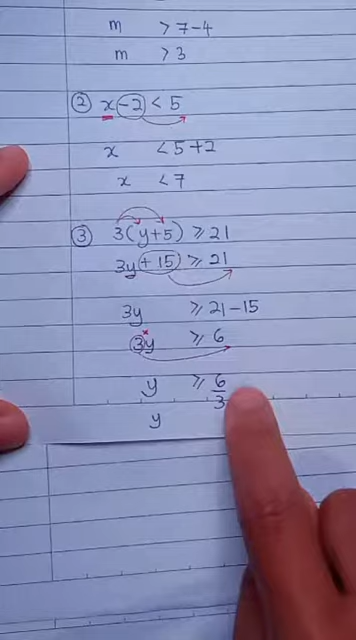 m > 7-4
m > 3
② x - 2 < 5
x < 5 + 2
x < 7
③ 3(y+5) ≥ 21
3y + 15 ≥ 21
3y ≥ 21 - 15
3y ≥ 6
y ≥ 6/3
y